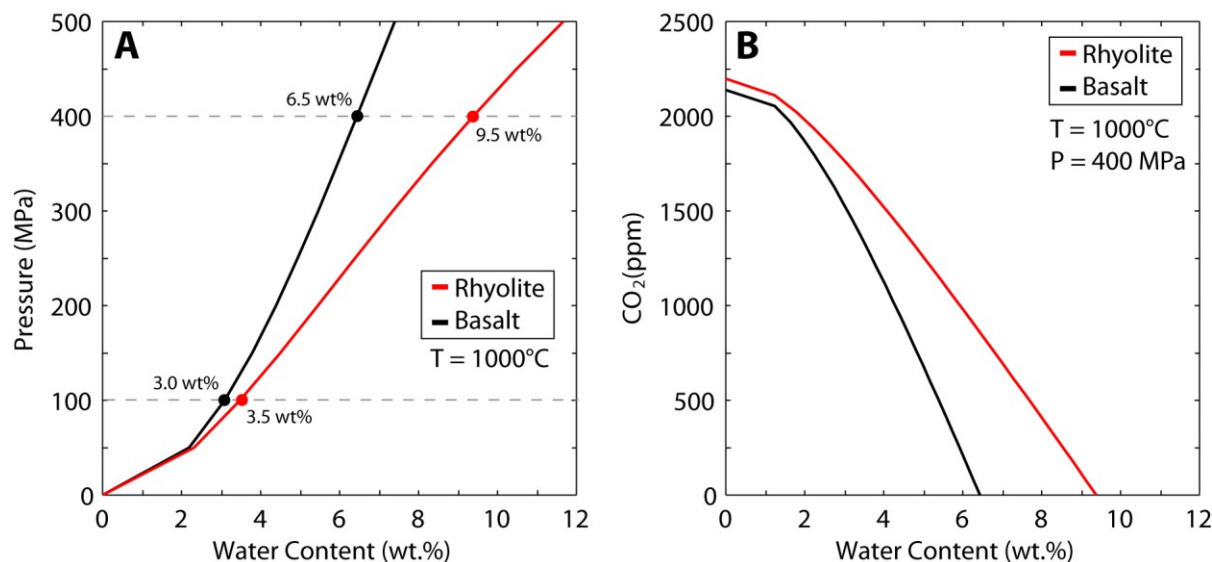 A
500
400
300
200
100
0
Pressure (MPa)
6.5 wt%
9.5 wt%
3.0 wt%
3.5 wt%
Rhyolite
Basalt
T = 1000°C
0 2 4 6 8 10 12
Water Content (wt.%)
B
2500
2000
1500
1000
500
0
CO₂(ppm)
Rhyolite
Basalt
T = 1000°C
P = 400 MPa
0 2 4 6 8 10 12
Water Content (wt.%)